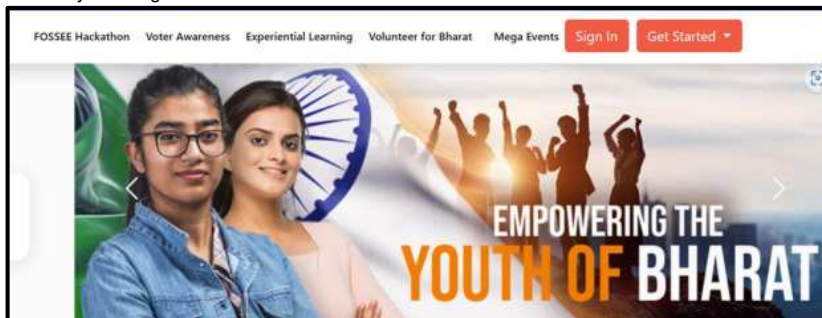 FOSSEE Hackathon Voter Awareness Experiential Learning Volunteer for Bharat Mega Events Sign In Get Started
EMPOWERING THE
YOUTH OF BHARAT